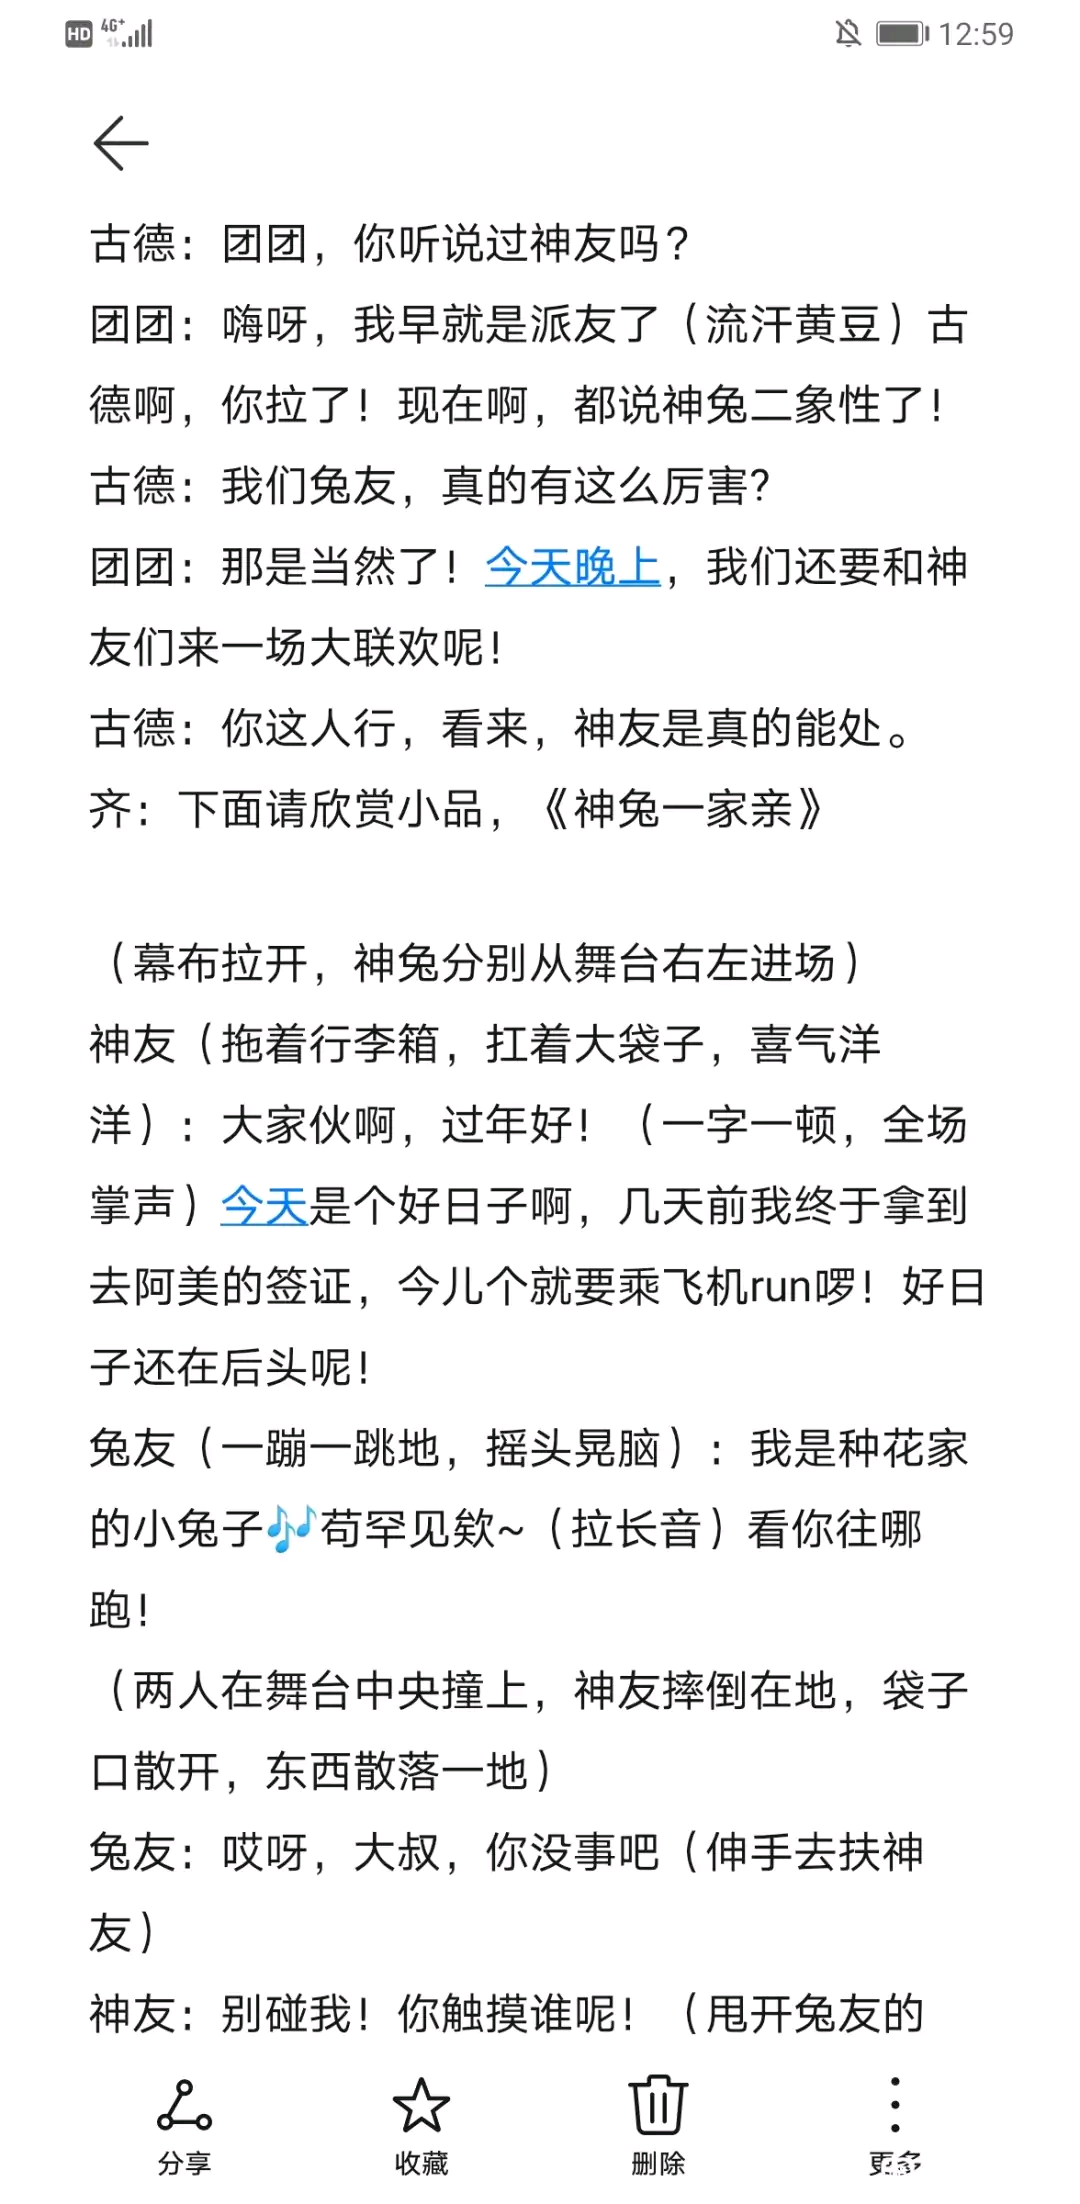 HD 4G+ 12:59
古德：团团，你听说过神友吗？
团团：嗨呀，我早就是派友了（流汗黄豆）古
德啊，你拉了！现在啊，都说神兔二象性了！
古德：我们兔友，真的有这么厉害？
团团：那是当然了！今天晚上，我们还要和神
友们来一场大联欢呢！
古德：你这人行，看来，神友是真的能处。
齐：下面请欣赏小品，《神兔一家亲》
（幕布拉开，神兔分别从舞台右左进场）
神友（拖着行李箱，扛着大袋子，喜气洋
洋）：大家伙啊，过年好！（一字一顿，全场
掌声）今天是个好日子啊，几天前我终于拿到
去阿美的签证，今儿个就要乘飞机run啰！好日
子还在后头呢！
兔友（一蹦一跳地，摇头晃脑）：我是种花家
的小兔子🎶苟罕见欸~（拉长音）看你往哪
跑！
（两人在舞台中央撞上，神友摔倒在地，袋子
口散开，东西散落一地）
兔友：哎呀，大叔，你没事吧（伸手去扶神
友）
神友：别碰我！你触摸谁呢！（甩开兔友的
分享 收藏 删除 更多